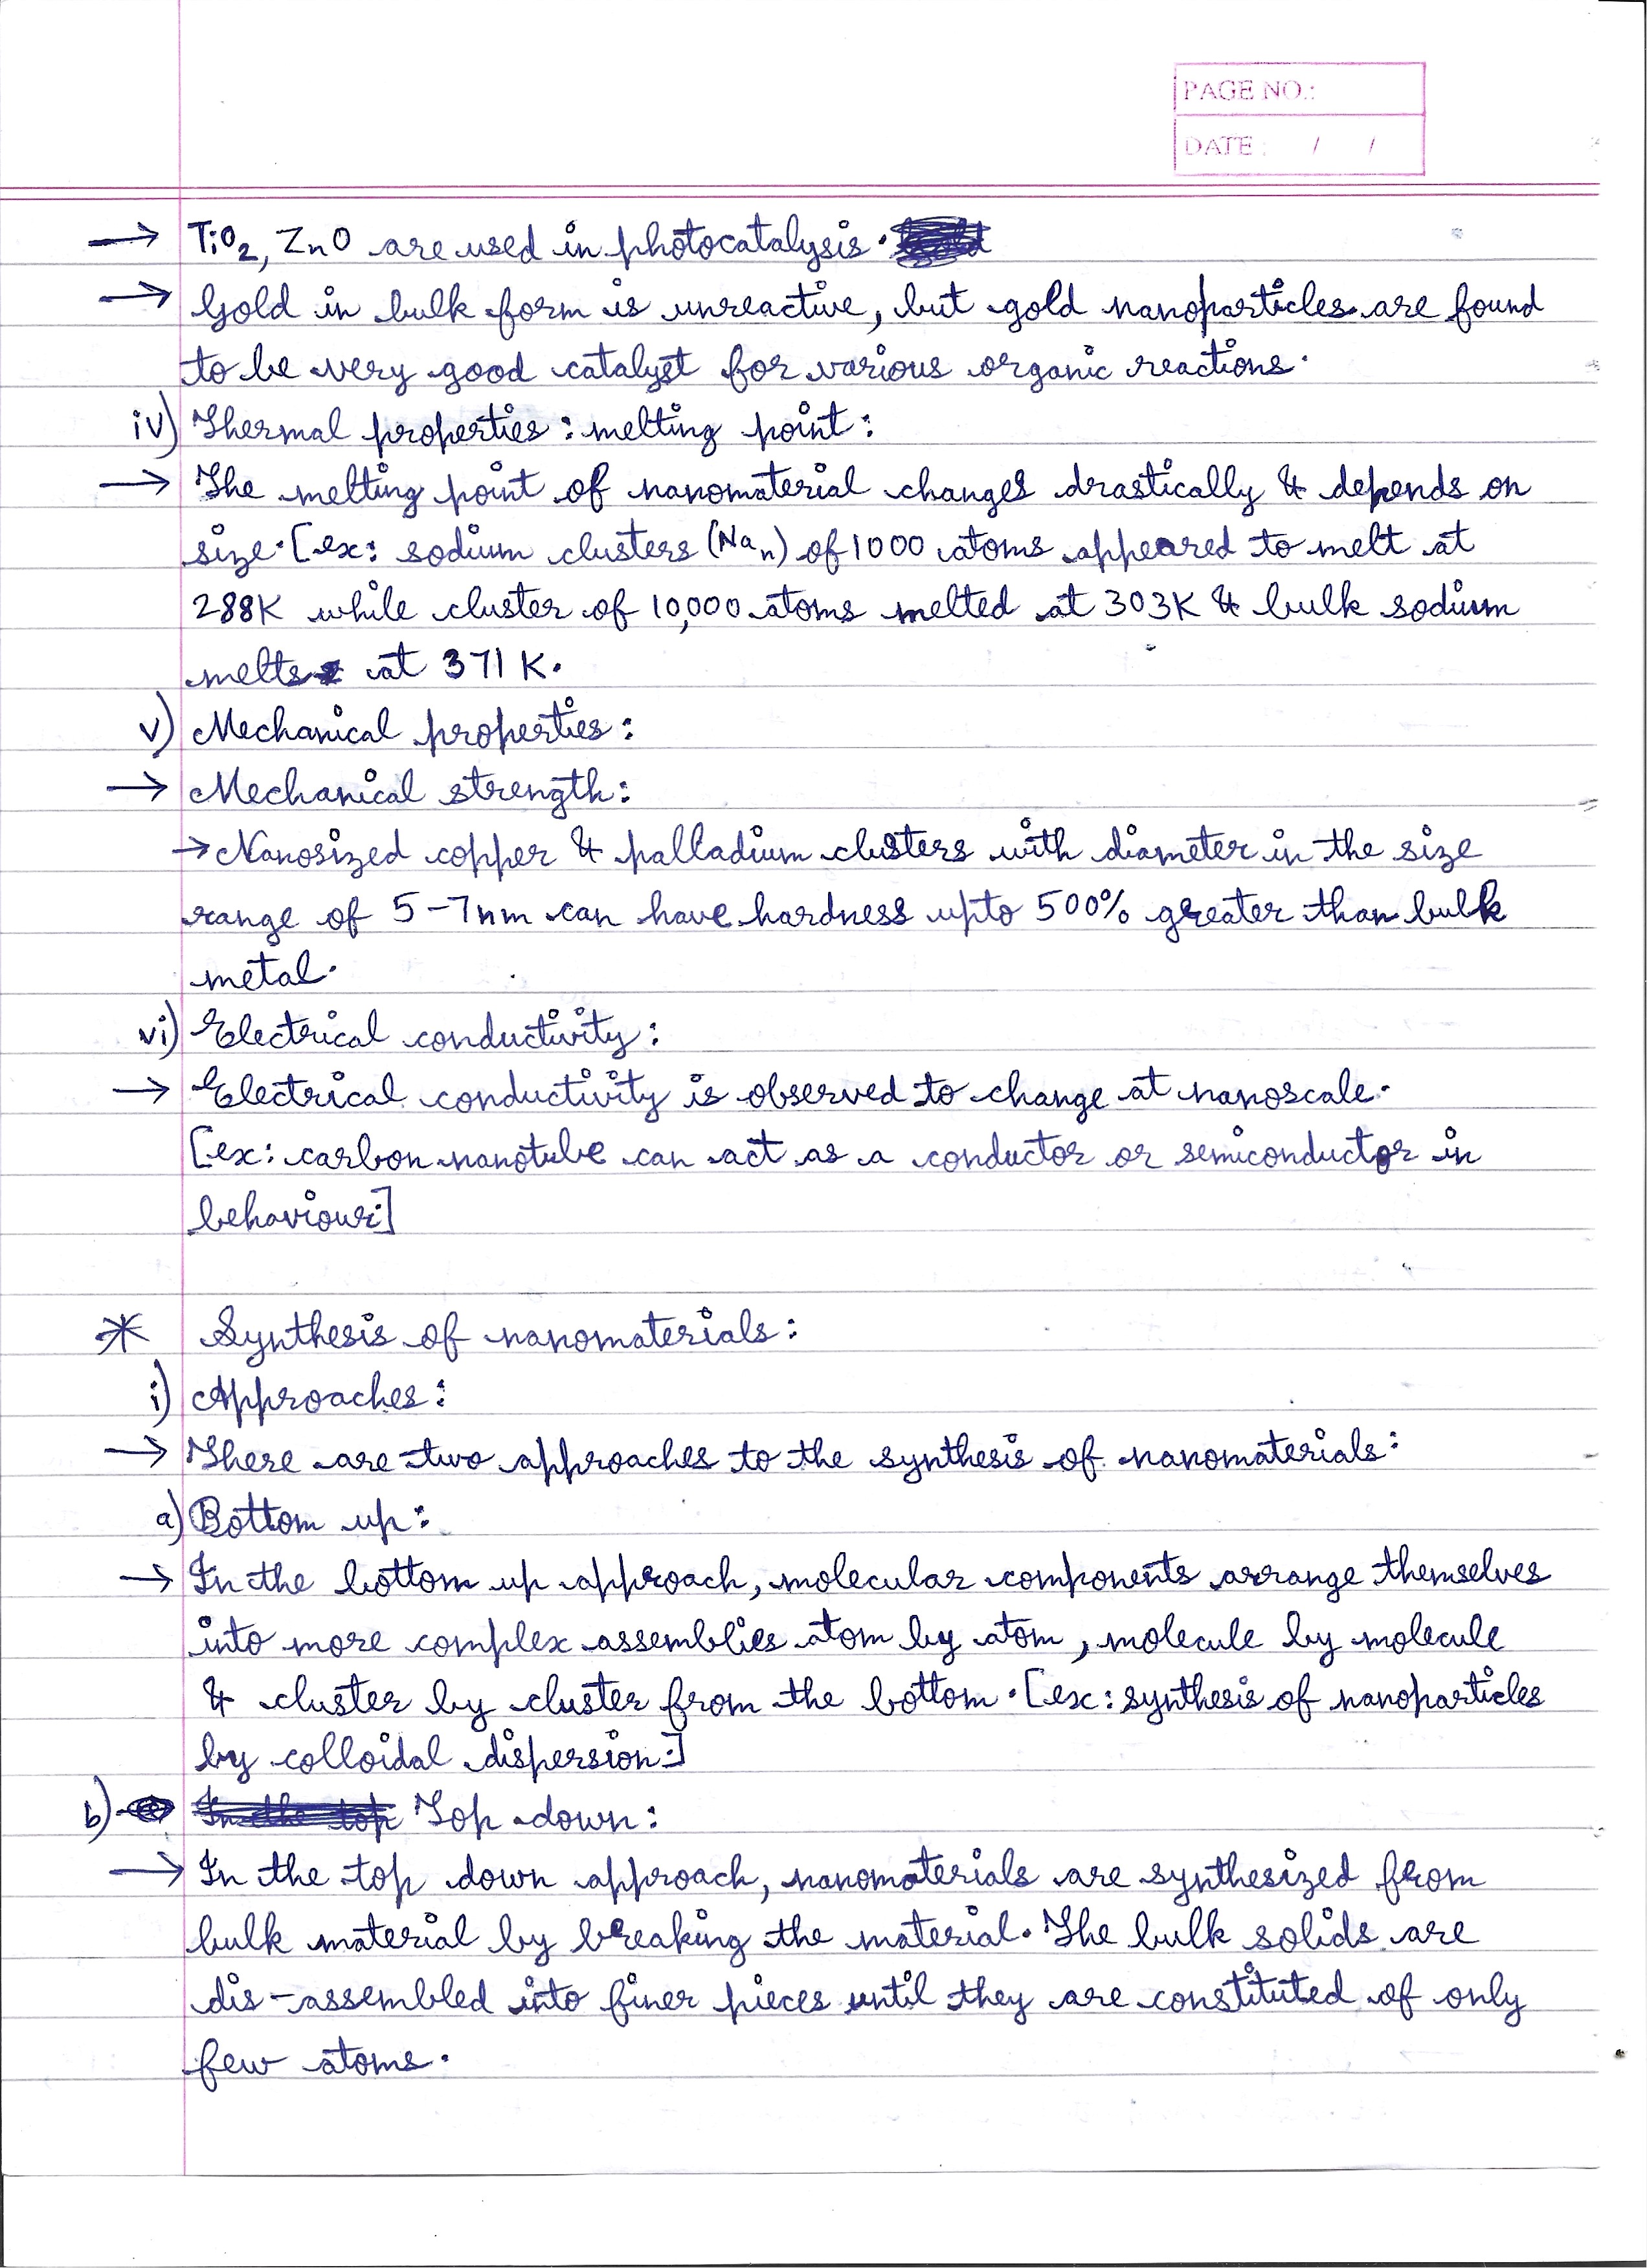 PAGE NO.:
DATE: / /
→ TiO2, ZnO are used in photocatalysis.
→ Gold in bulk form is unreactive, but gold nanoparticles are found
to be very good catalyst for various organic reactions.
iv) Thermal properties: melting point:
→ The melting point of nanomaterial changes drastically & depends on
size. [ex: sodium clusters (Nan) of 1000 atoms appeared to melt at
288K while cluster of 10,000 atoms melted at 303K & bulk sodium
melts at 371 K.
v) Mechanical properties:
→ Mechanical strength:
→ Nanosized copper & palladium clusters with diameter in the size
range of 5-7nm can have hardness upto 500% greater than bulk
metal.
vi) Electrical conductivity:
→ Electrical conductivity is observed to change at nanoscale.
[ex: carbon nanotube can act as a conductor or semiconductor in
behaviour.]
* Synthesis of nanomaterials:
i) Approaches:
→ There are two approaches to the synthesis of nanomaterials:
a) Bottom up:
→ In the bottom up approach, molecular components arrange themselves
into more complex assemblies atom by atom, molecule by molecule
& cluster by cluster from the bottom. [ex: synthesis of nanoparticles
by colloidal dispersion.]
b) In the top Top down:
→ In the top down approach, nanomaterials are synthesized from
bulk material by breaking the material. The bulk solids are
dis-assembled into finer pieces until they are constituted of only
few atoms.